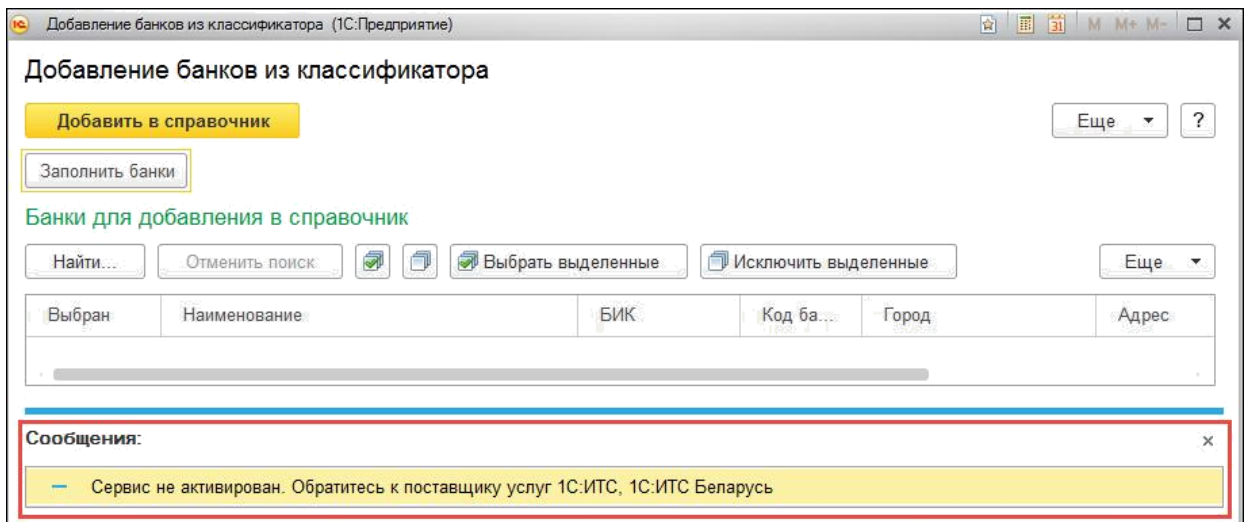 1С Добавление банков из классификатора (1С:Предприятие) 31 M M+ M-
Добавление банков из классификатора
Добавить в справочник Еще ?
Заполнить банки
Банки для добавления в справочник
Найти... Отменить поиск Выбрать выделенные Исключить выделенные Еще
Выбран Наименование БИК Код ба... Город Адрес
Сообщения:
Сервис не активирован. Обратитесь к поставщику услуг 1С:ИТС, 1С:ИТС Беларусь